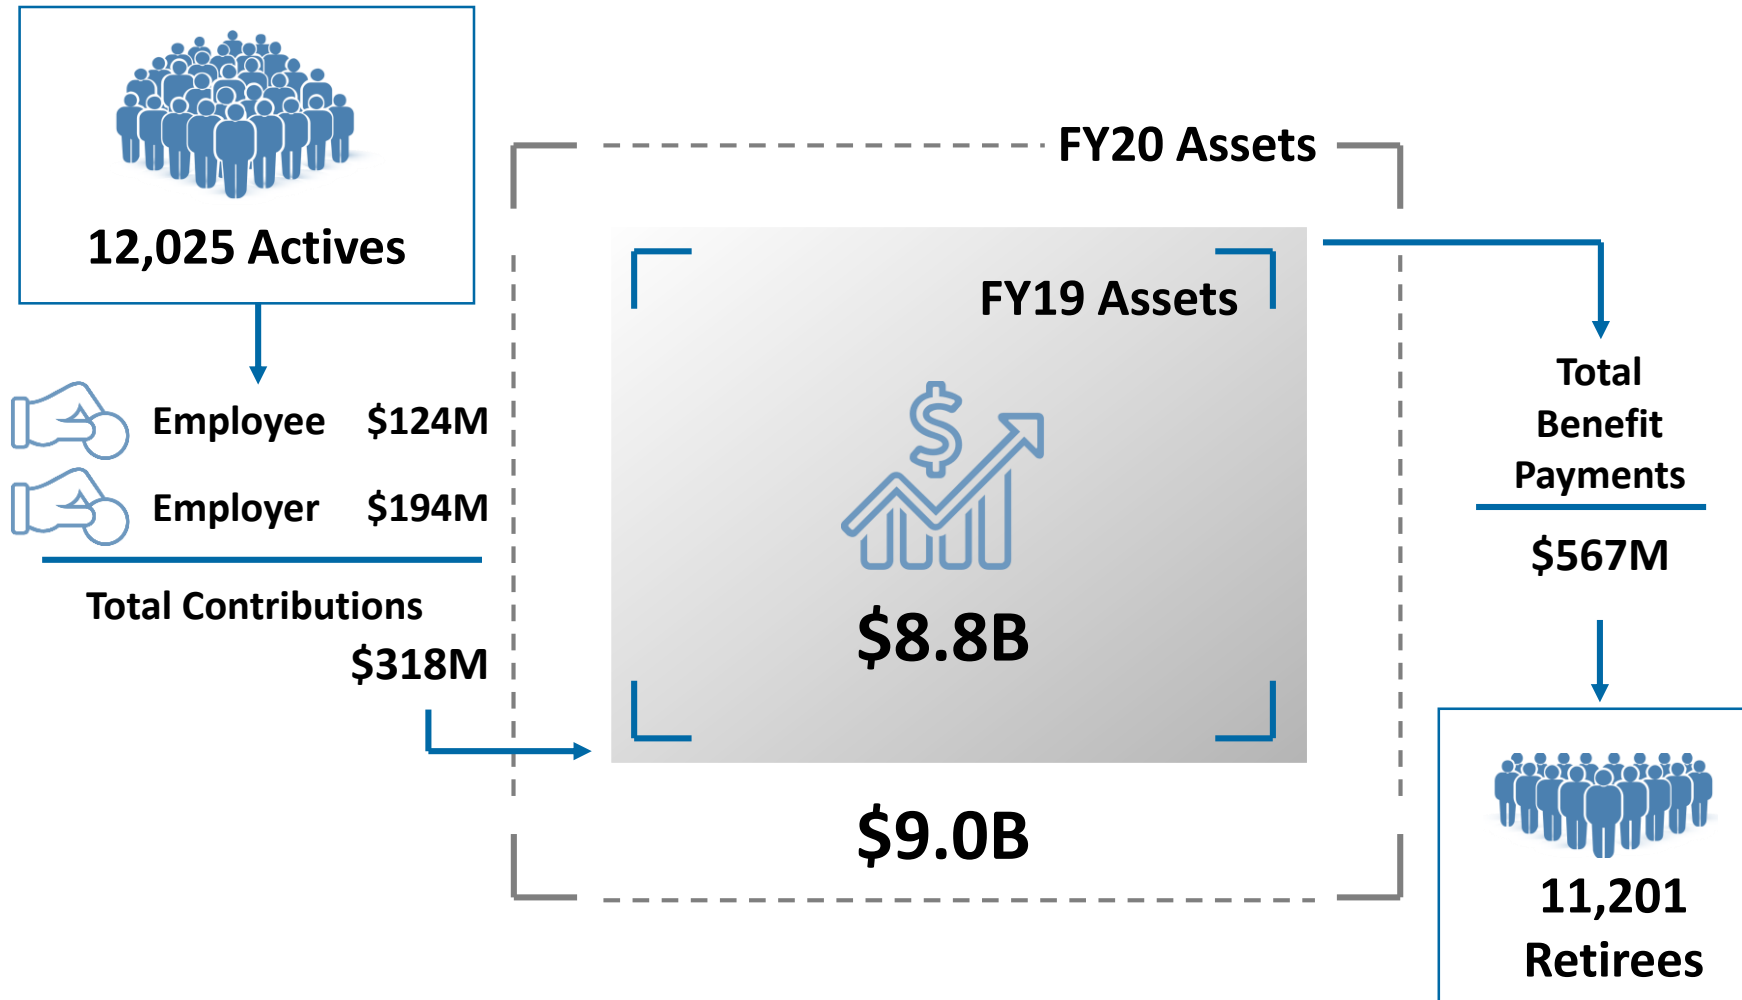 12,025 Actives
Employee $124M
Employer $194M
Total Contributions
$318M
FY20 Assets
FY19 Assets
$
$8.8B
$9.0B
Total
Benefit
Payments
$567M
11,201
Retirees